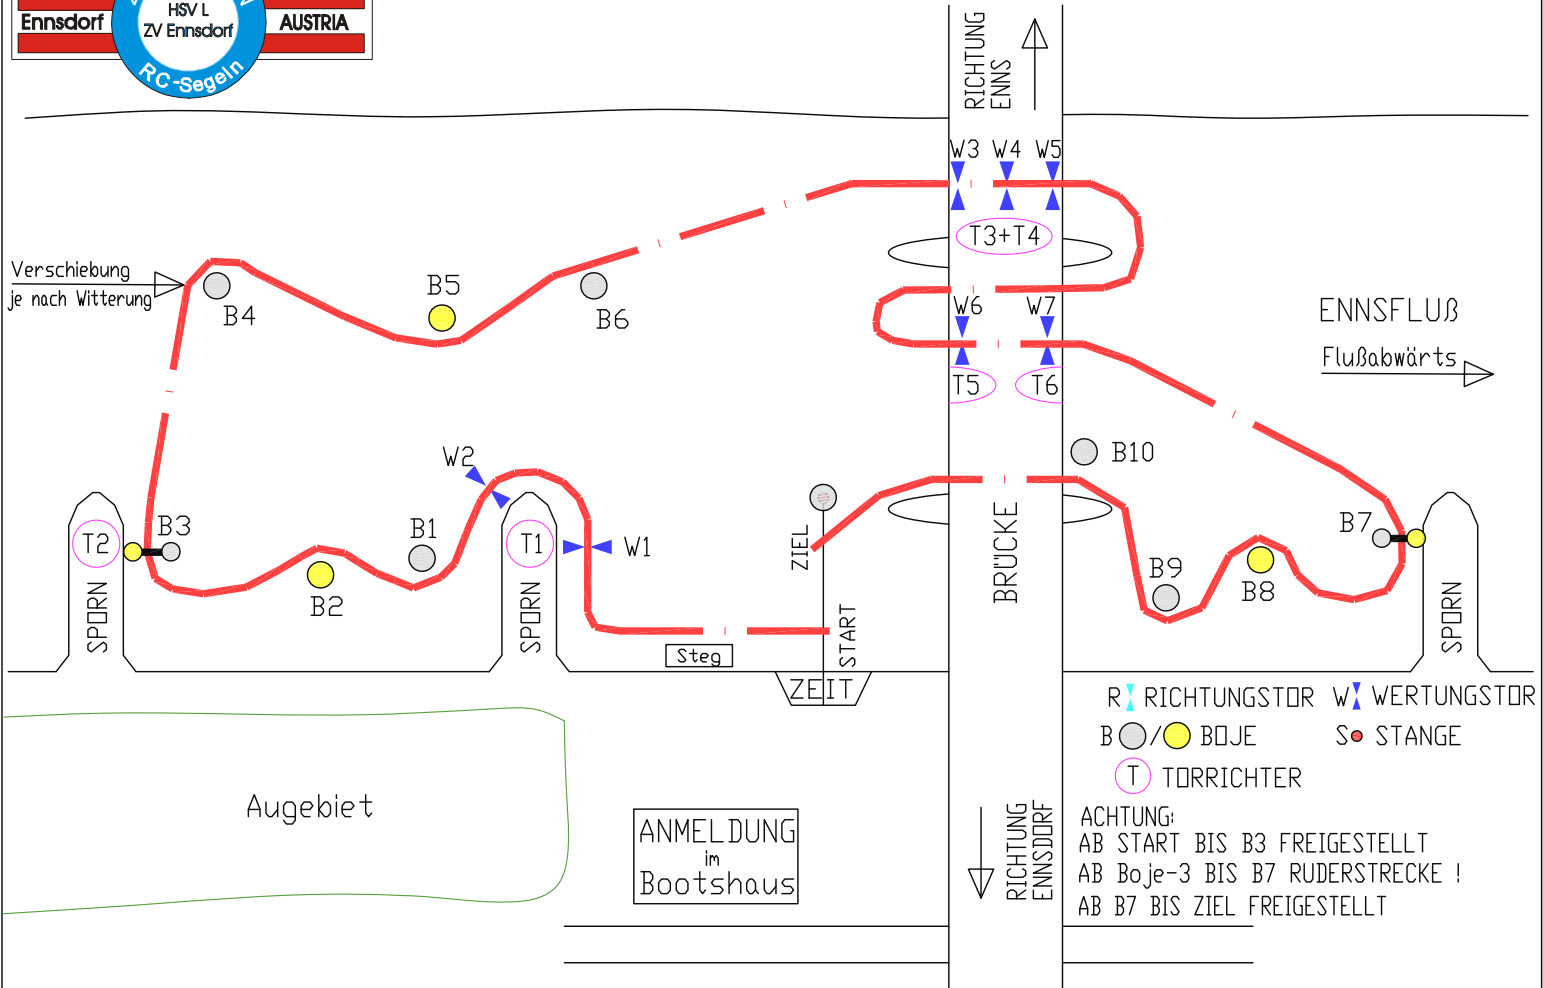 HSV L
Ennsdorf
AUSTRIA
ZV Ennsdorf
RC-Segeln
RICHTUNG
ENNS
W3 W4 W5
T3+T4
Verschiebung
je nach Witterung
B4
B5
B6
W6 W7
T5 T6
ENNSFLUß
Flußabwärts
W2
B10
B3
T2
B1
T1
W1
B2
SPORN
SPORN
ZIEL
START
BRÜCKE
B7
B9
B8
SPORN
Steg
ZEIT
R RICHTUNGSTOR W WERTUNGSTOR
B / BOJE S STANGE
T TORRICHTER
Augebiet
ANMELDUNG
im
Bootshaus
RICHTUNG
ENNSDORF
ACHTUNG:
AB START BIS B3 FREIGESTELLT
AB Boje-3 BIS B7 RUDERSTRECKE !
AB B7 BIS ZIEL FREIGESTELLT